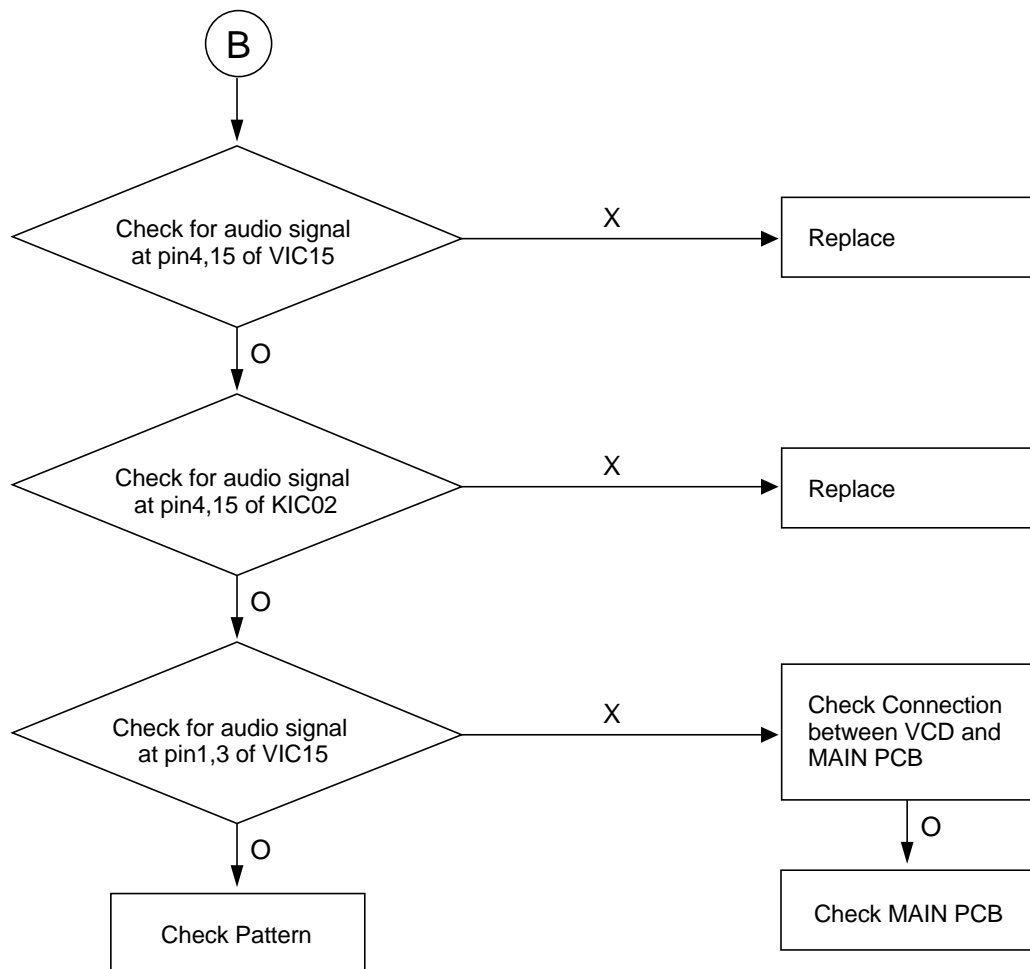 B
Check for audio signal
at pin4,15 of VIC15
X
Replace
O
Check for audio signal
at pin4,15 of KIC02
X
Replace
O
Check for audio signal
at pin1,3 of VIC15
X
Check Connection
between VCD and
MAIN PCB
O
O
Check Pattern
Check MAIN PCB